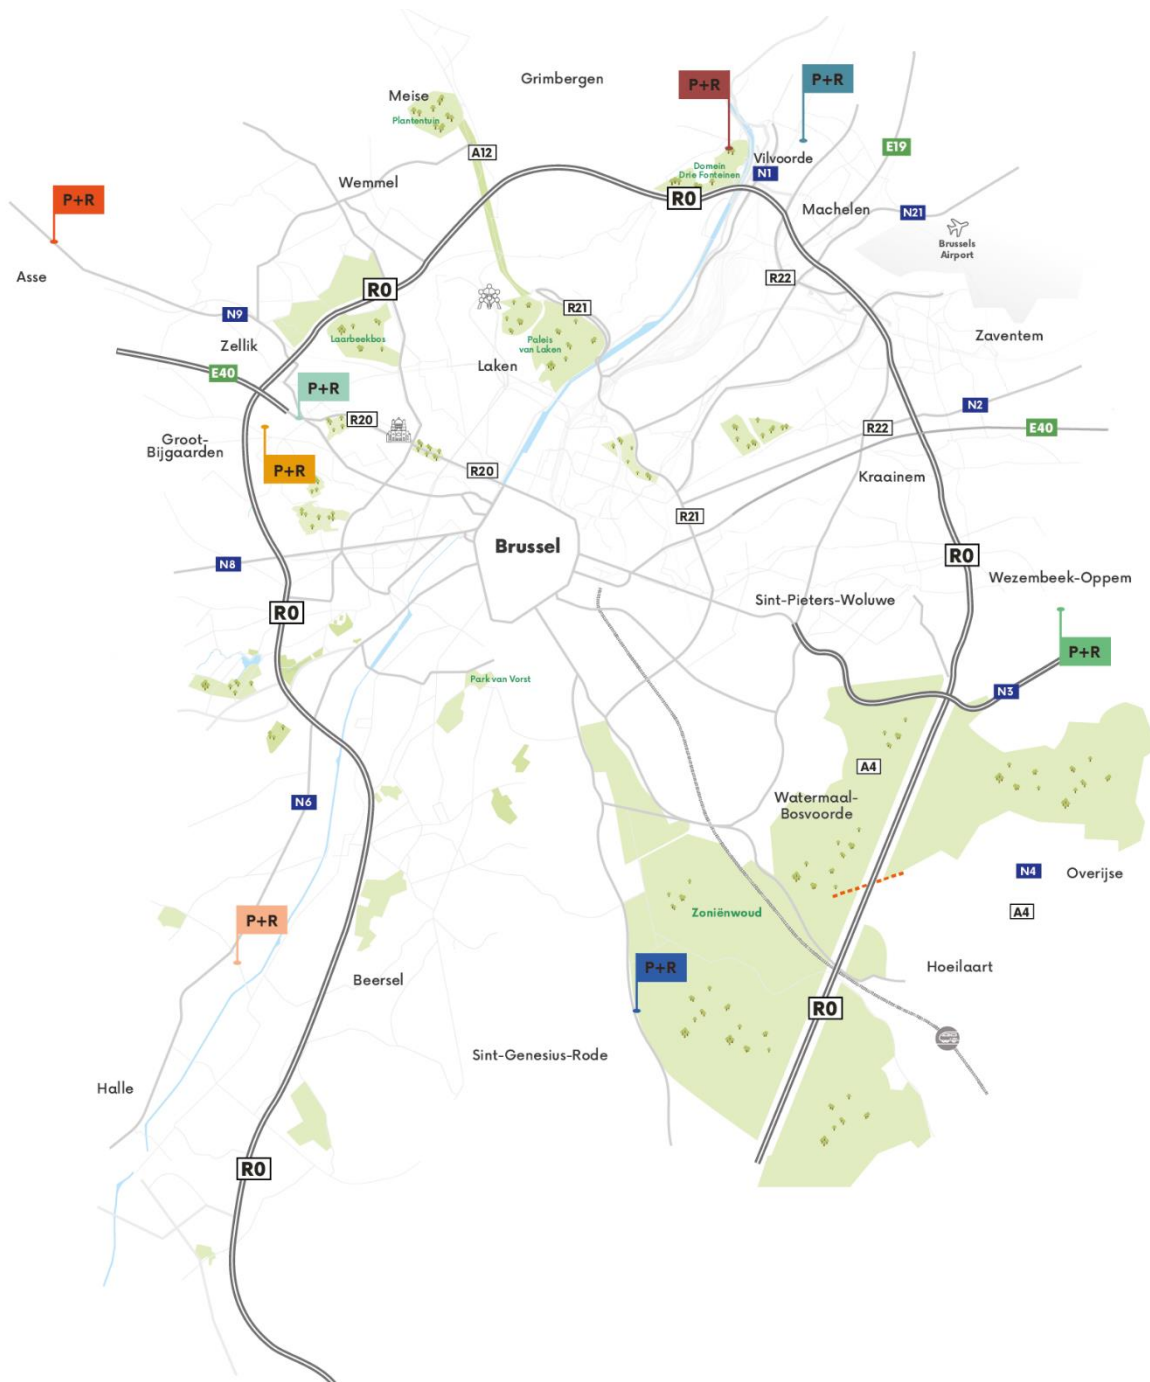 Grimbergen
P+R
P+R
Meise
Plantentuin
E19
A12
Vilvoorde
Domein
Drie Fonteinen
N1
Wemmel
R0
P+R
Machelen
N21
Brussels
Airport
Asse
R22
R0
R21
N9
Zellik
Laarbeekbos
Paleis
van Laken
Zaventem
Laken
E40
P+R
N2
R20
R22
E40
Groot-
Bijgaarden
P+R
R20
Kraainem
R21
Brussel
R0
N8
Wezembeek-Oppem
Sint-Pieters-Woluwe
R0
P+R
Park van Vorst
N3
A4
N6
Watermaal-
Bosvoorde
N4
Overijse
Zoniënwoud
A4
P+R
P+R
Hoeilaart
Beersel
R0
Sint-Genesius-Rode
Halle
R0